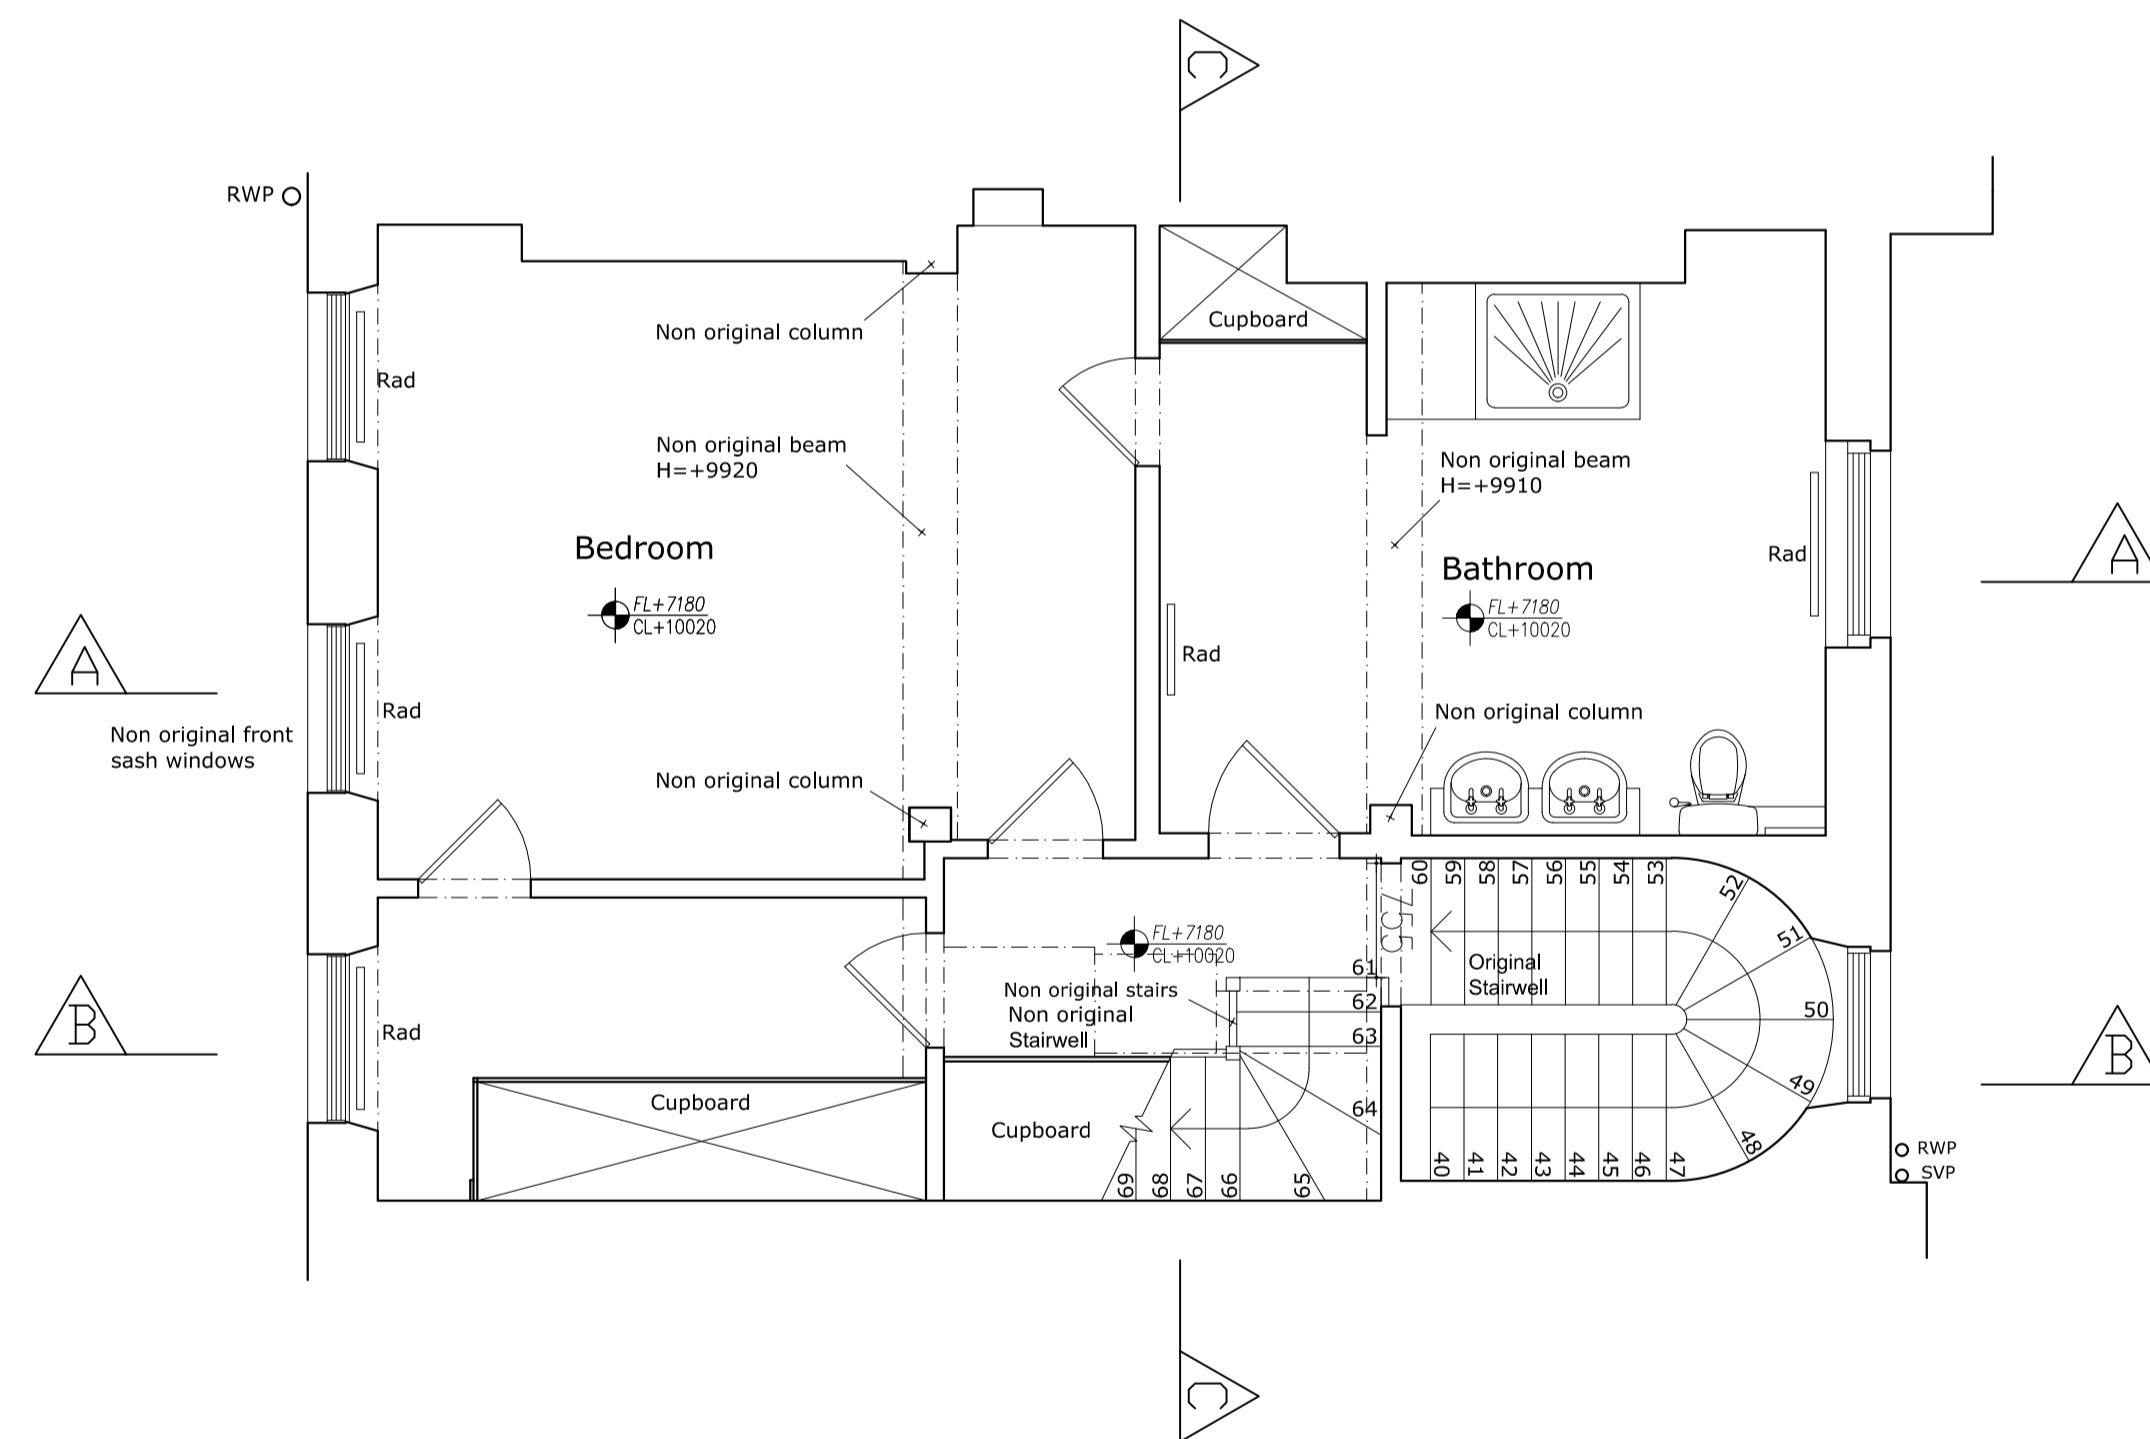 C
RWP
Non original column
Cupboard
Rad
Non original beam
H=+9920
Non original beam
H=+9910
Bedroom
FL+7180
CL+10020
Bathroom
FL+7180
CL+10020
Rad
A
A
Rad
Rad
Non original front
sash windows
Non original column
Non original column
60
59
58
57
56
55
54
53
52
51
50
49
48
FL+7180
CL+10020
755
Original
Stairwell
61
62
63
64
Non original stairs
Non original
Stairwell
B
Rad
B
Cupboard
Cupboard
69
68
67
66
65
40
41
42
43
44
45
46
47
RWP
SVP
C